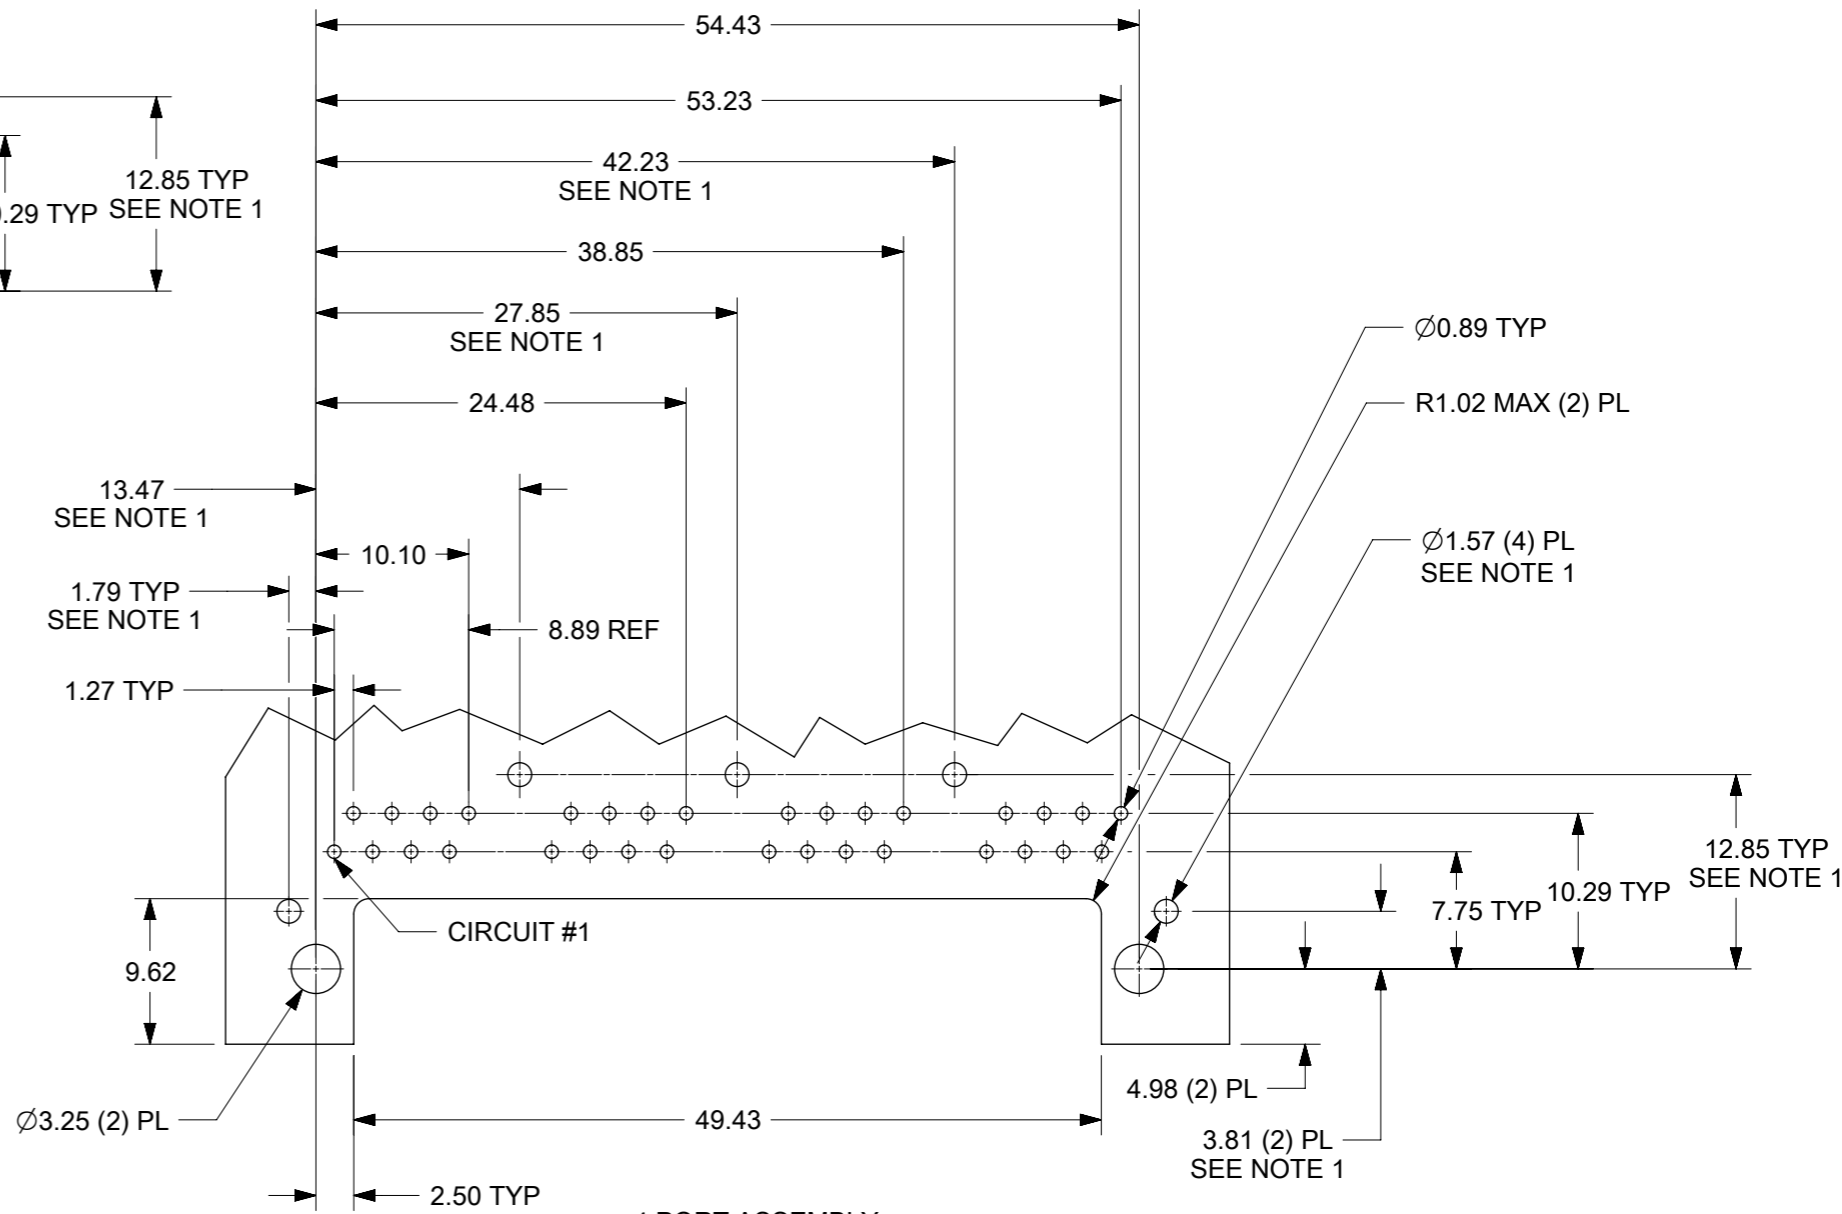 54.43
53.23
42.23
SEE NOTE 1
12.85 TYP
SEE NOTE 1
.29 TYP
38.85
27.85
SEE NOTE 1
Ø0.89 TYP
24.48
R1.02 MAX (2) PL
13.47
SEE NOTE 1
10.10
Ø1.57 (4) PL
SEE NOTE 1
1.79 TYP
SEE NOTE 1
8.89 REF
1.27 TYP
12.85 TYP
SEE NOTE 1
10.29 TYP
7.75 TYP
CIRCUIT #1
9.62
4.98 (2) PL
Ø3.25 (2) PL
49.43
3.81 (2) PL
SEE NOTE 1
2.50 TYP
PORT ASSEMBLY